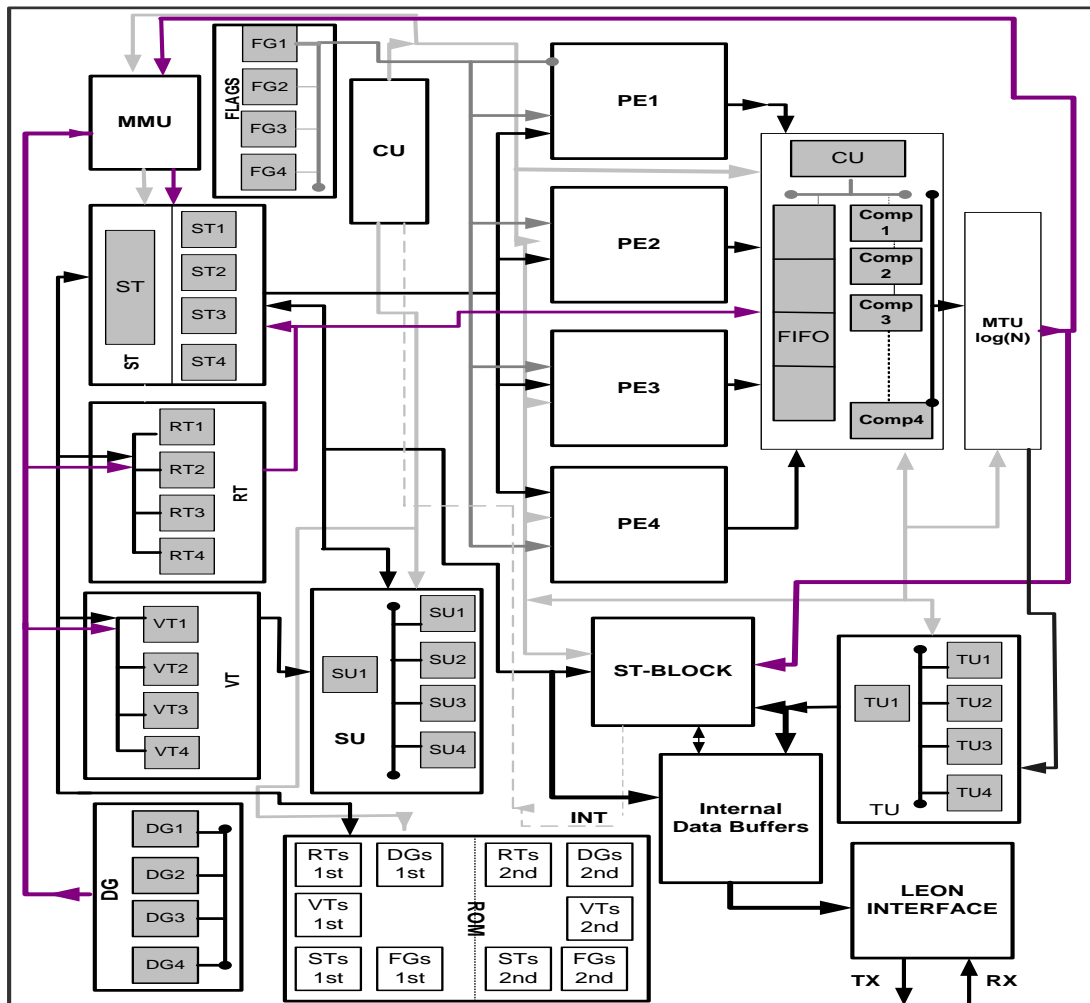 FG1
FG2
FG3
FG4
FLAGS
MMU
CU
PE1
PE2
PE3
PE4
CU
FIFO
Comp
1
Comp
2
Comp
3
Comp4
MTU
log(N)
ST
ST
ST1
ST2
ST3
ST4
RT1
RT2
RT3
RT4
RT
VT1
VT2
VT3
VT4
VT
SU1
SU
SU1
SU2
SU3
SU4
ST-BLOCK
TU1
TU
TU1
TU2
TU3
TU4
INT
Internal
Data Buffers
DG
DG1
DG2
DG3
DG4
RTs
1st
DGs
1st
VTs
1st
STs
1st
FGs
1st
ROM
RTs
2nd
DGs
2nd
VTs
2nd
STs
2nd
FGs
2nd
LEON
INTERFACE
TX
RX